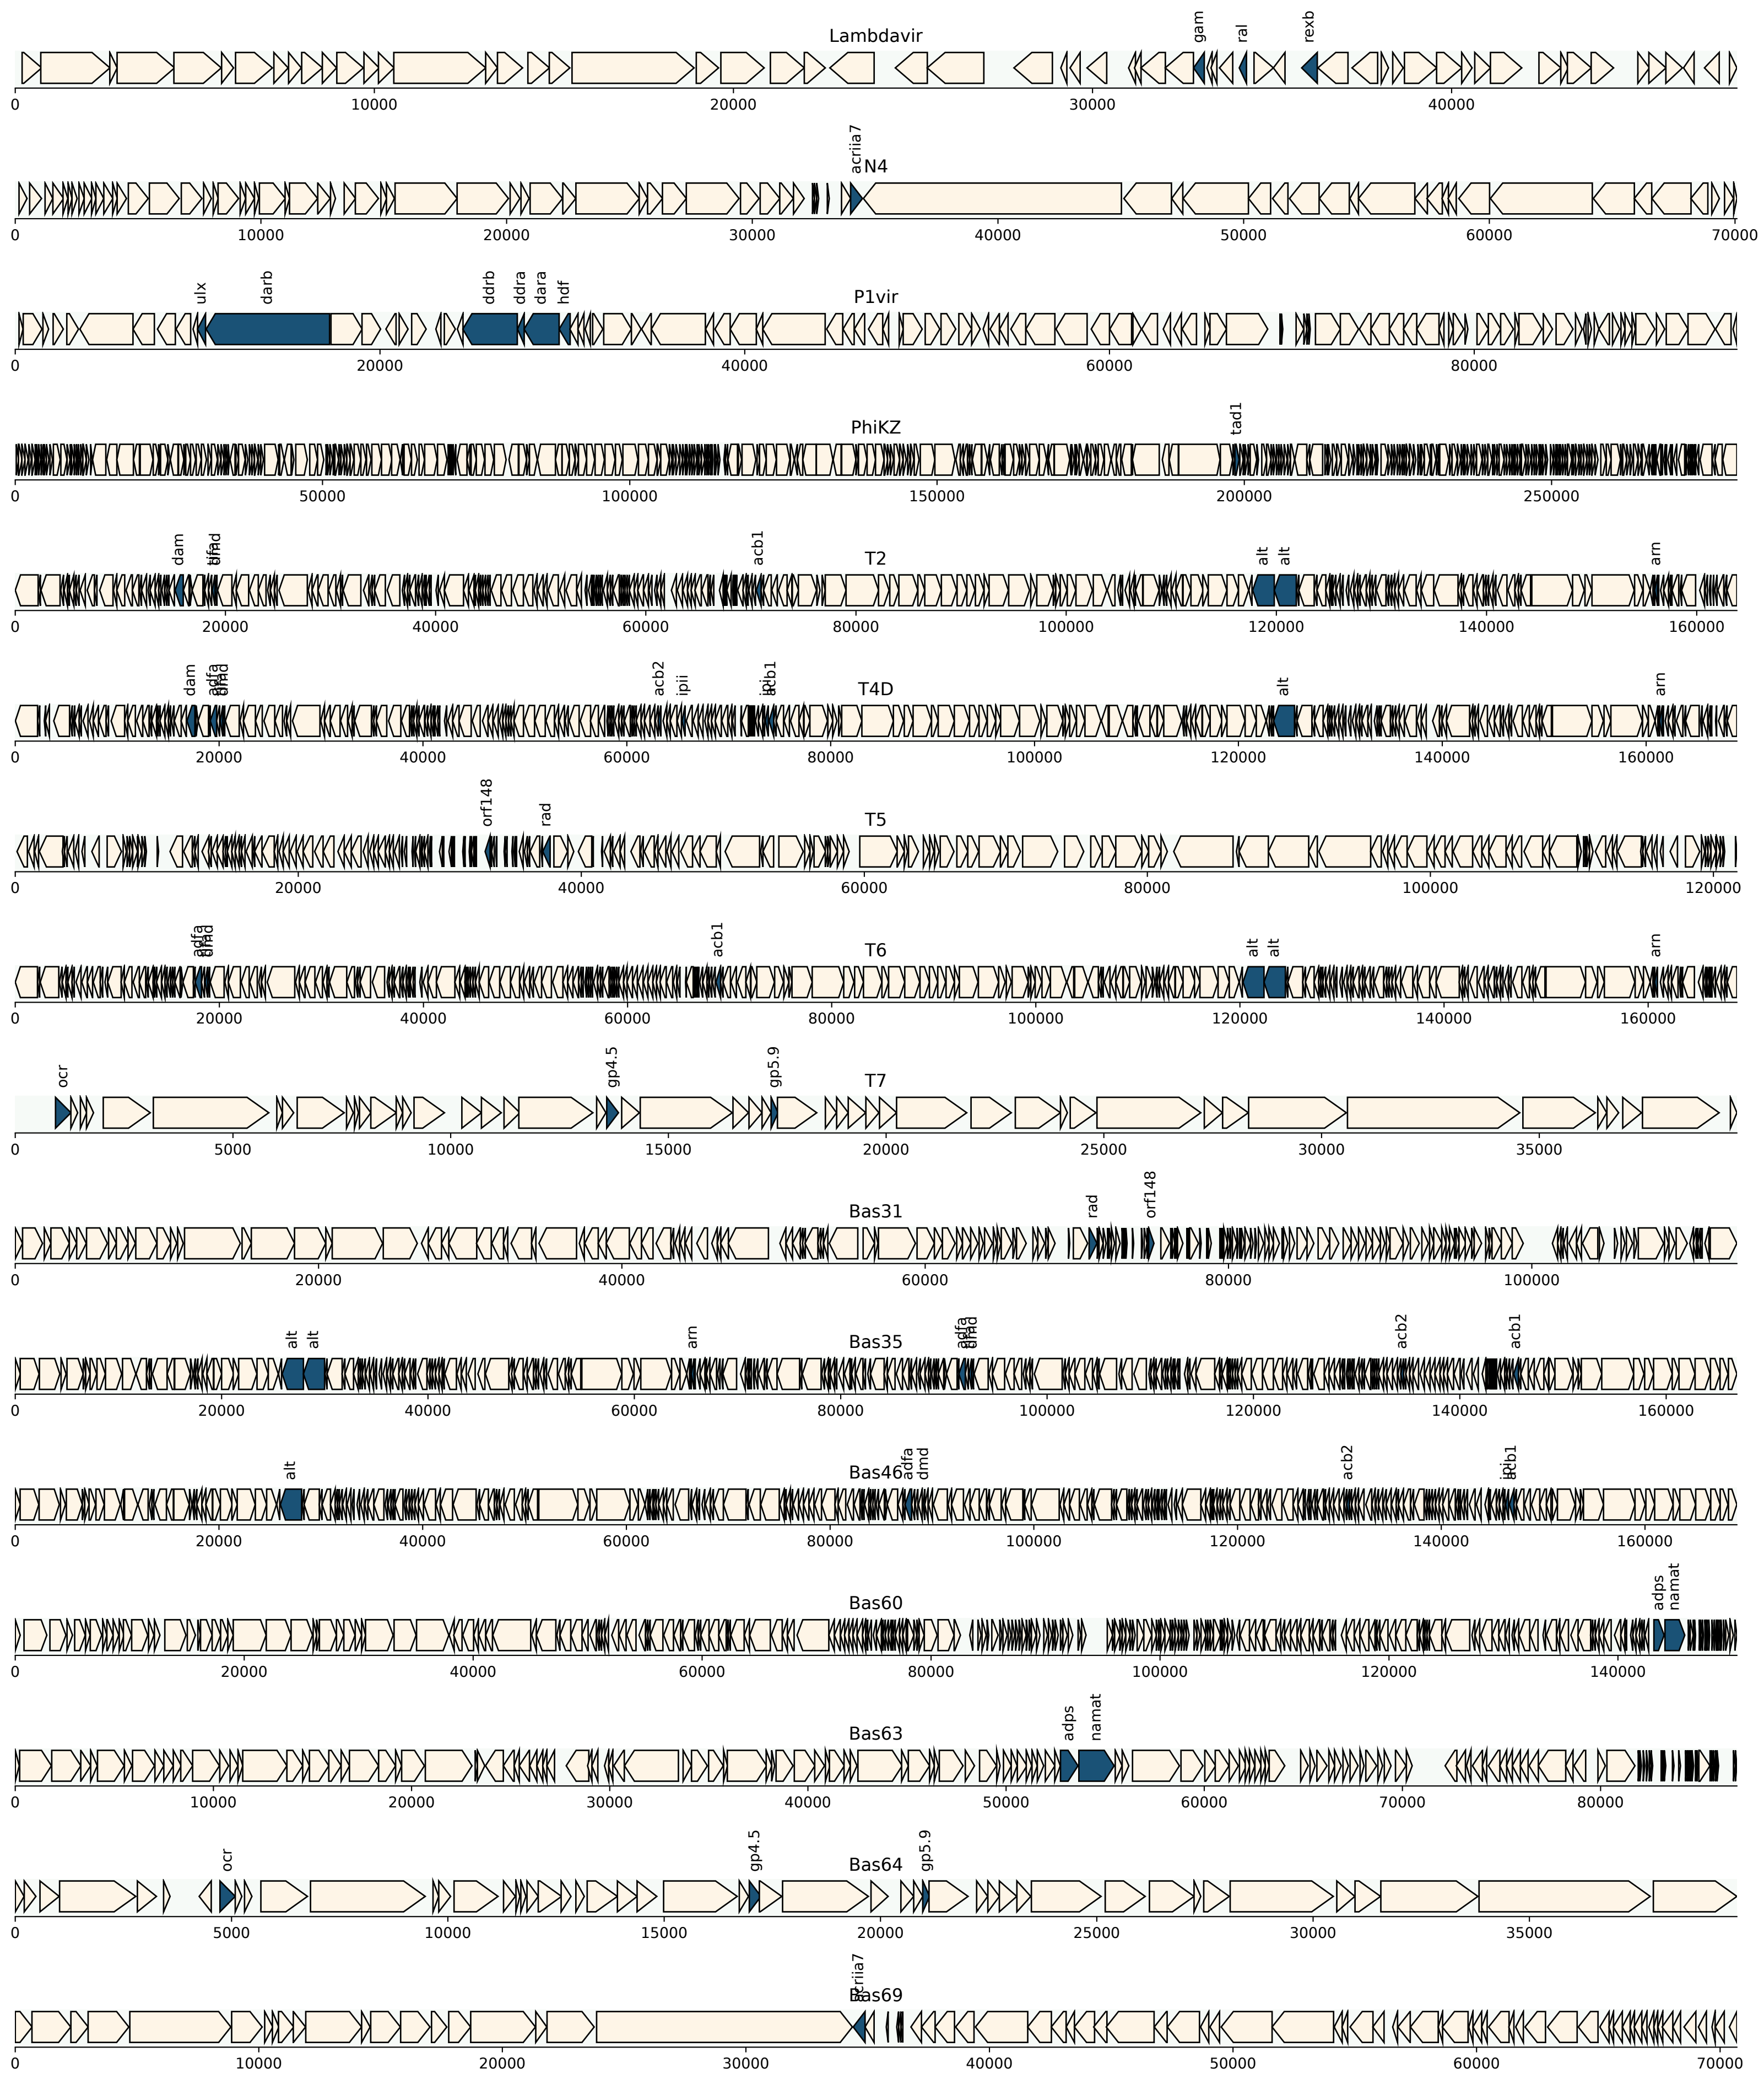 gam ral rexb
Lambdavir
0 10000 20000 30000 40000
acriia7
N4
0 10000 20000 30000 40000 50000 60000 70000
ulx darb ddrb ddra dara hdf
P1vir
0 20000 40000 60000 80000
tad1
PhiKZ
0 50000 100000 150000 200000 250000
dam dmd acb1 alt alt arn
T2
0 20000 40000 60000 80000 100000 120000 140000 160000
dam adfa dmd acb2 ipii acb1 alt arn
T4D
0 20000 40000 60000 80000 100000 120000 140000 160000
orf148 rad
T5
0 20000 40000 60000 80000 100000 120000
adfa dmd acb1 alt alt arn
T6
0 20000 40000 60000 80000 100000 120000 140000 160000
ocr gp4.5 gp5.9
T7
0 5000 10000 15000 20000 25000 30000 35000
rad orf148
Bas31
0 20000 40000 60000 80000 100000
alt alt arn adfa dmd acb2 acb1
Bas35
0 20000 40000 60000 80000 100000 120000 140000 160000
alt adfa dmd acb2 acb1
Bas46
0 20000 40000 60000 80000 100000 120000 140000 160000
adps namat
Bas60
0 20000 40000 60000 80000 100000 120000 140000
adps namat
Bas63
0 10000 20000 30000 40000 50000 60000 70000 80000
ocr gp4.5 gp5.9
Bas64
0 5000 10000 15000 20000 25000 30000 35000
acriia7
Bas69
0 10000 20000 30000 40000 50000 60000 70000